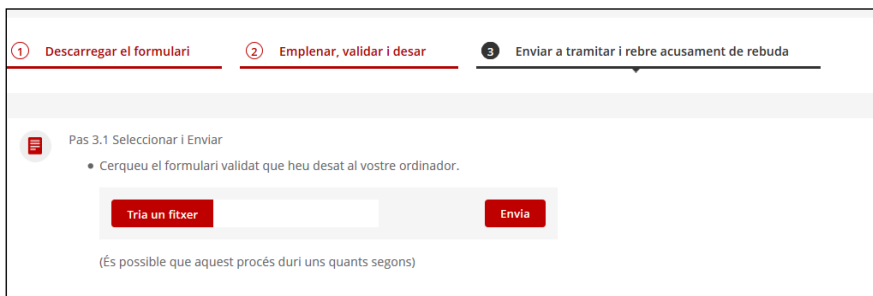 1 Descarregar el formulari 2 Emplenar, validar i desar 3 Enviar a tramitar i rebre acusament de rebuda
Pas 3.1 Seleccionar i Enviar
• Cerqueu el formulari validat que heu desat al vostre ordinador.
Tria un fitxer Envia
(És possible que aquest procés duri uns quants segons)